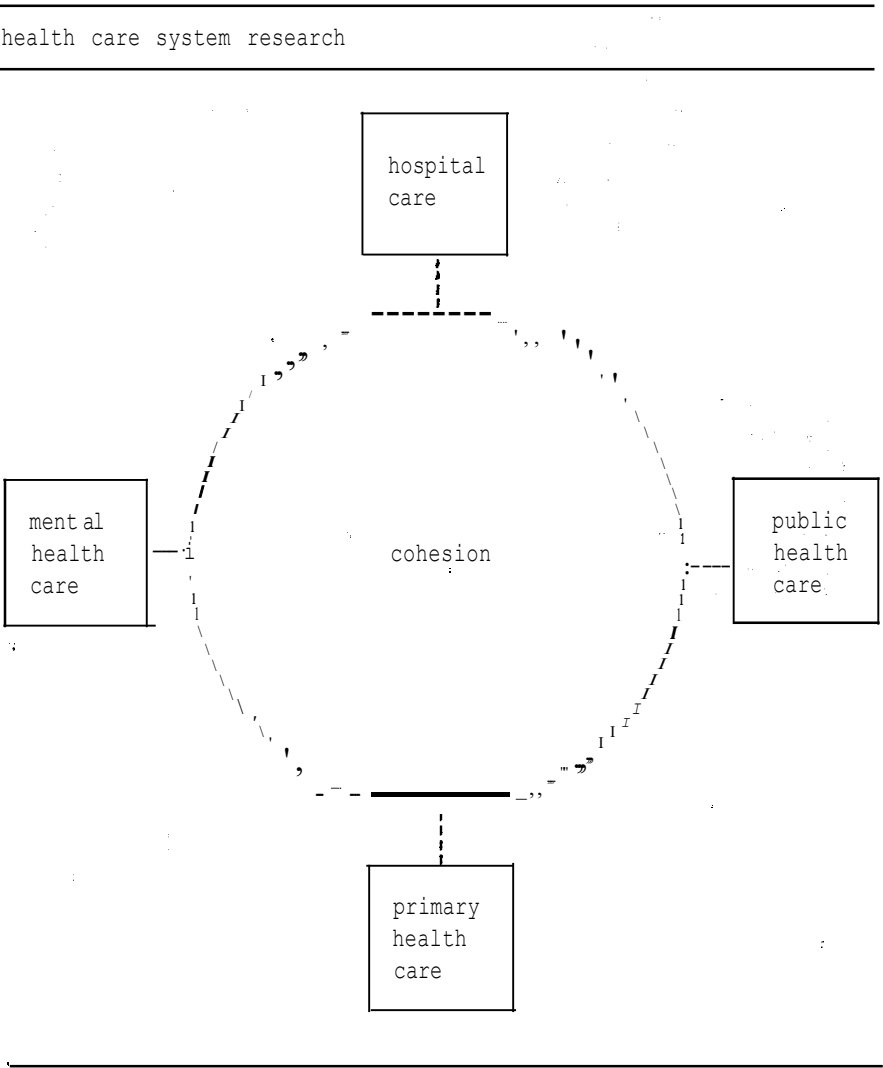 health care system research
hospital
care
mental
health
care
cohesion
public
health
care
primary
health
care